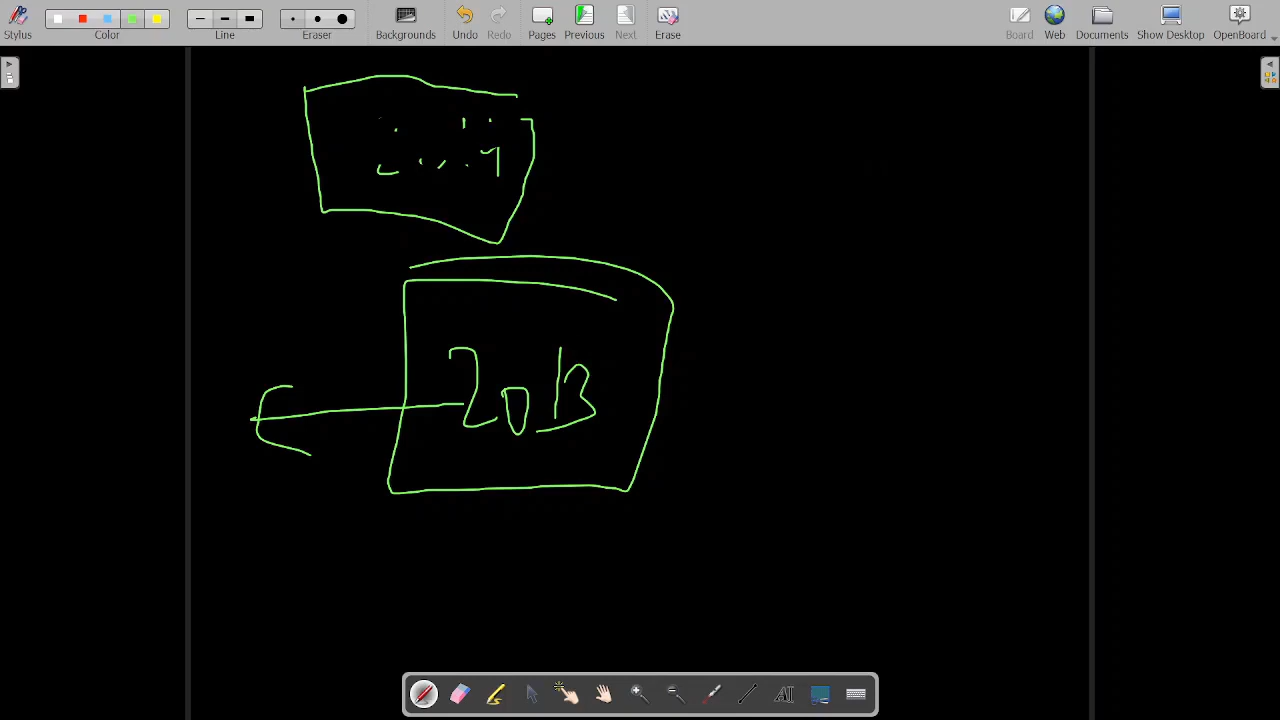 Stylus
Color
Line
Eraser
Backgrounds
Undo
Redo
Pages
Previous
Next
Erase
Board
Web
Documents
Show Desktop
OpenBoard
2013